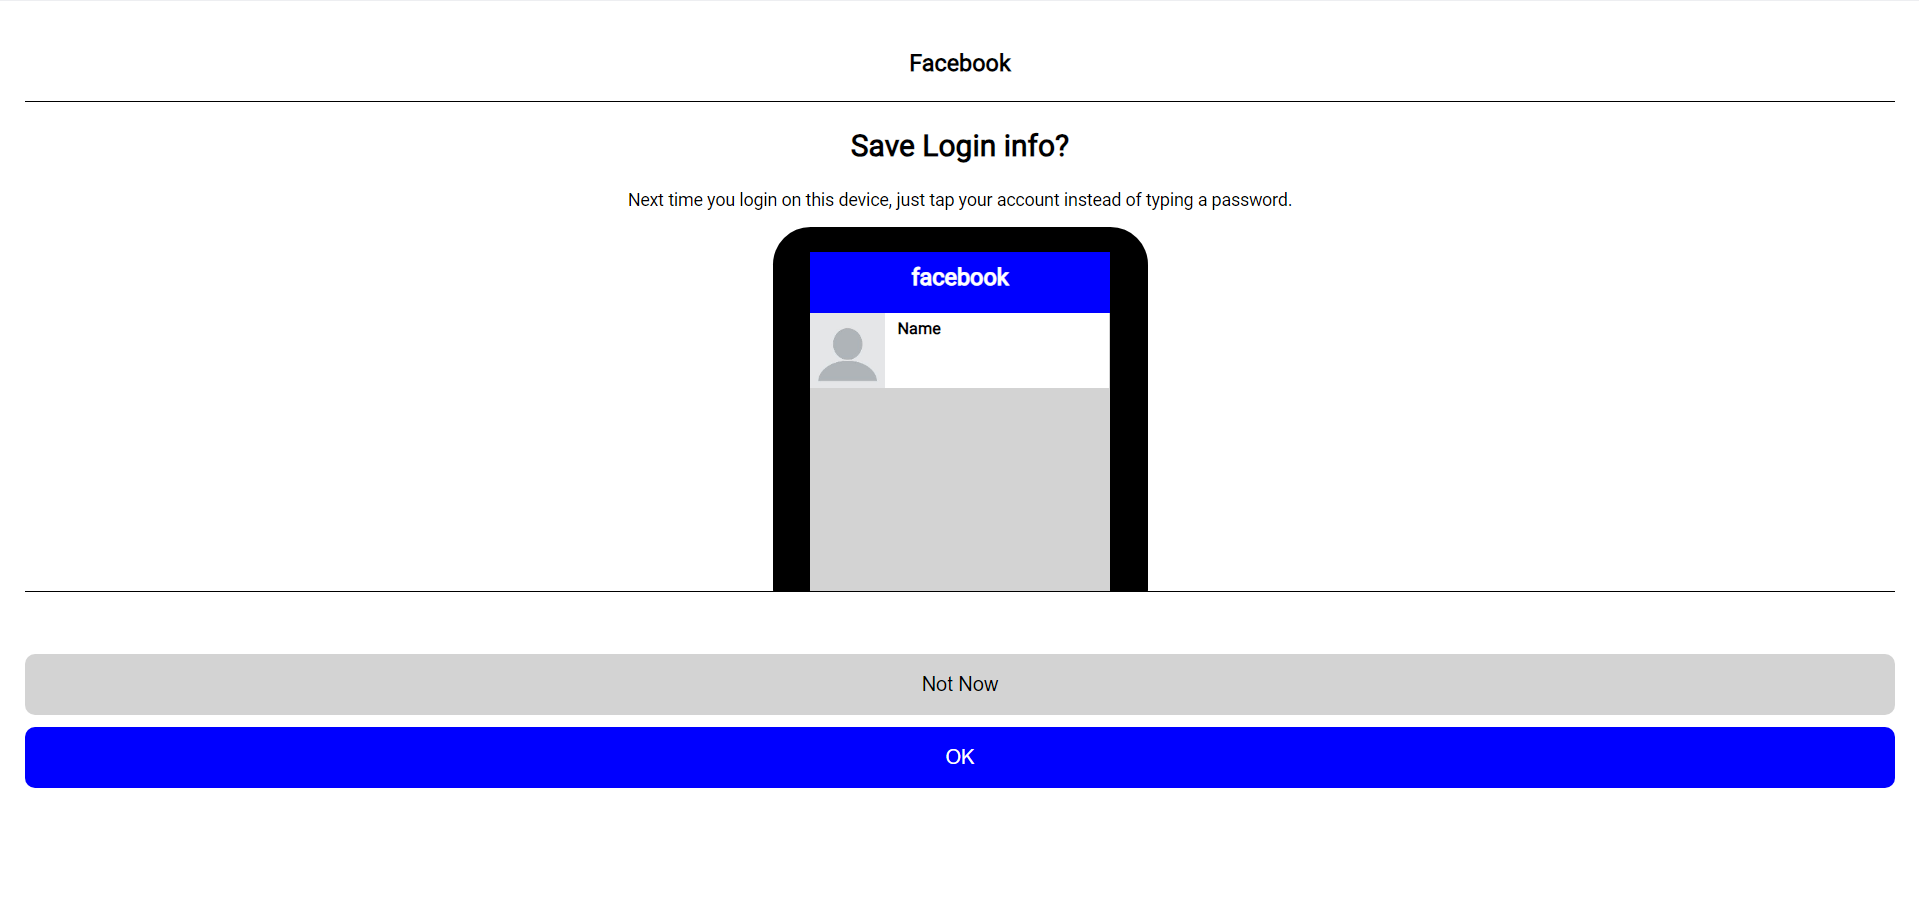 Facebook
Save Login info?
Next time you login on this device, just tap your account instead of typing a password.
facebook
Name
Not Now
OK